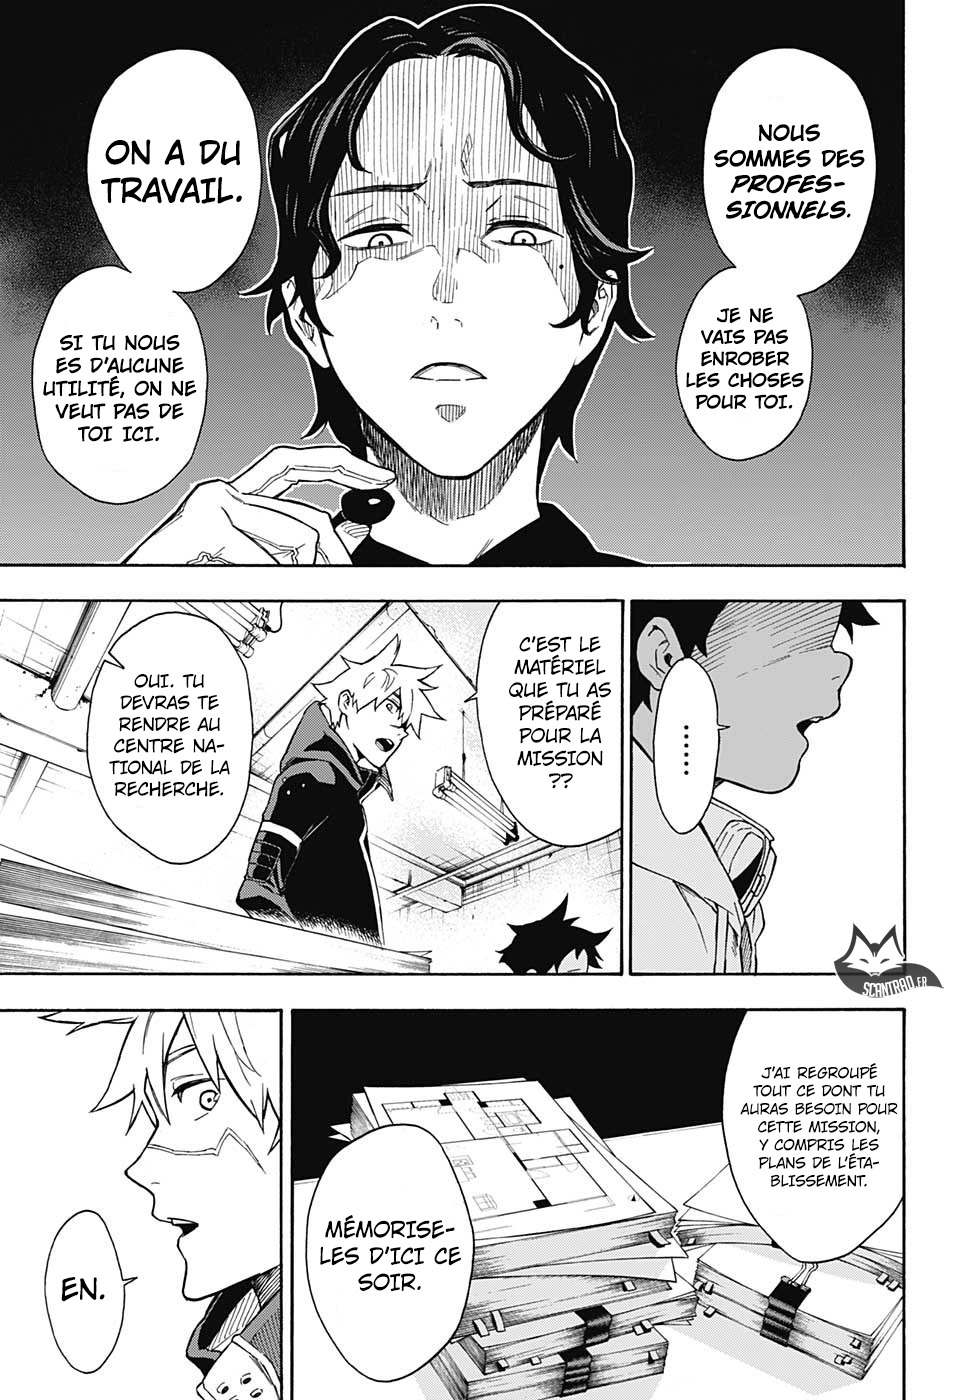 NOUS
SOMMES DES
PROFES-
SIONNELS.
JE NE
VAIS PAS
ENROBER
LES CHOSES
POUR TOI.
ON A DU
TRAVAIL.
SI TU NOUS
ES D'AUCUNE
UTILITÉ, ON NE
VEUT PAS DE
TOI ICI.
.......
C'EST LE
MATÉRIEL
QUE TU AS
PRÉPARÉ
POUR LA
MISSION
??
OUI. TU
DEVRAS TE
RENDRE AU
CENTRE NA-
TIONAL DE LA
RECHERCHE.
SCANTRAD.FR
J'AI REGROUPÉ
TOUT CE DONT TU
AURAS BESOIN POUR
CETTE MISSION,
Y COMPRIS LES
PLANS DE L'ÉTA-
BLISSEMENT.
MÉMORISE-
LES D'ICI CE
SOIR.
EN.